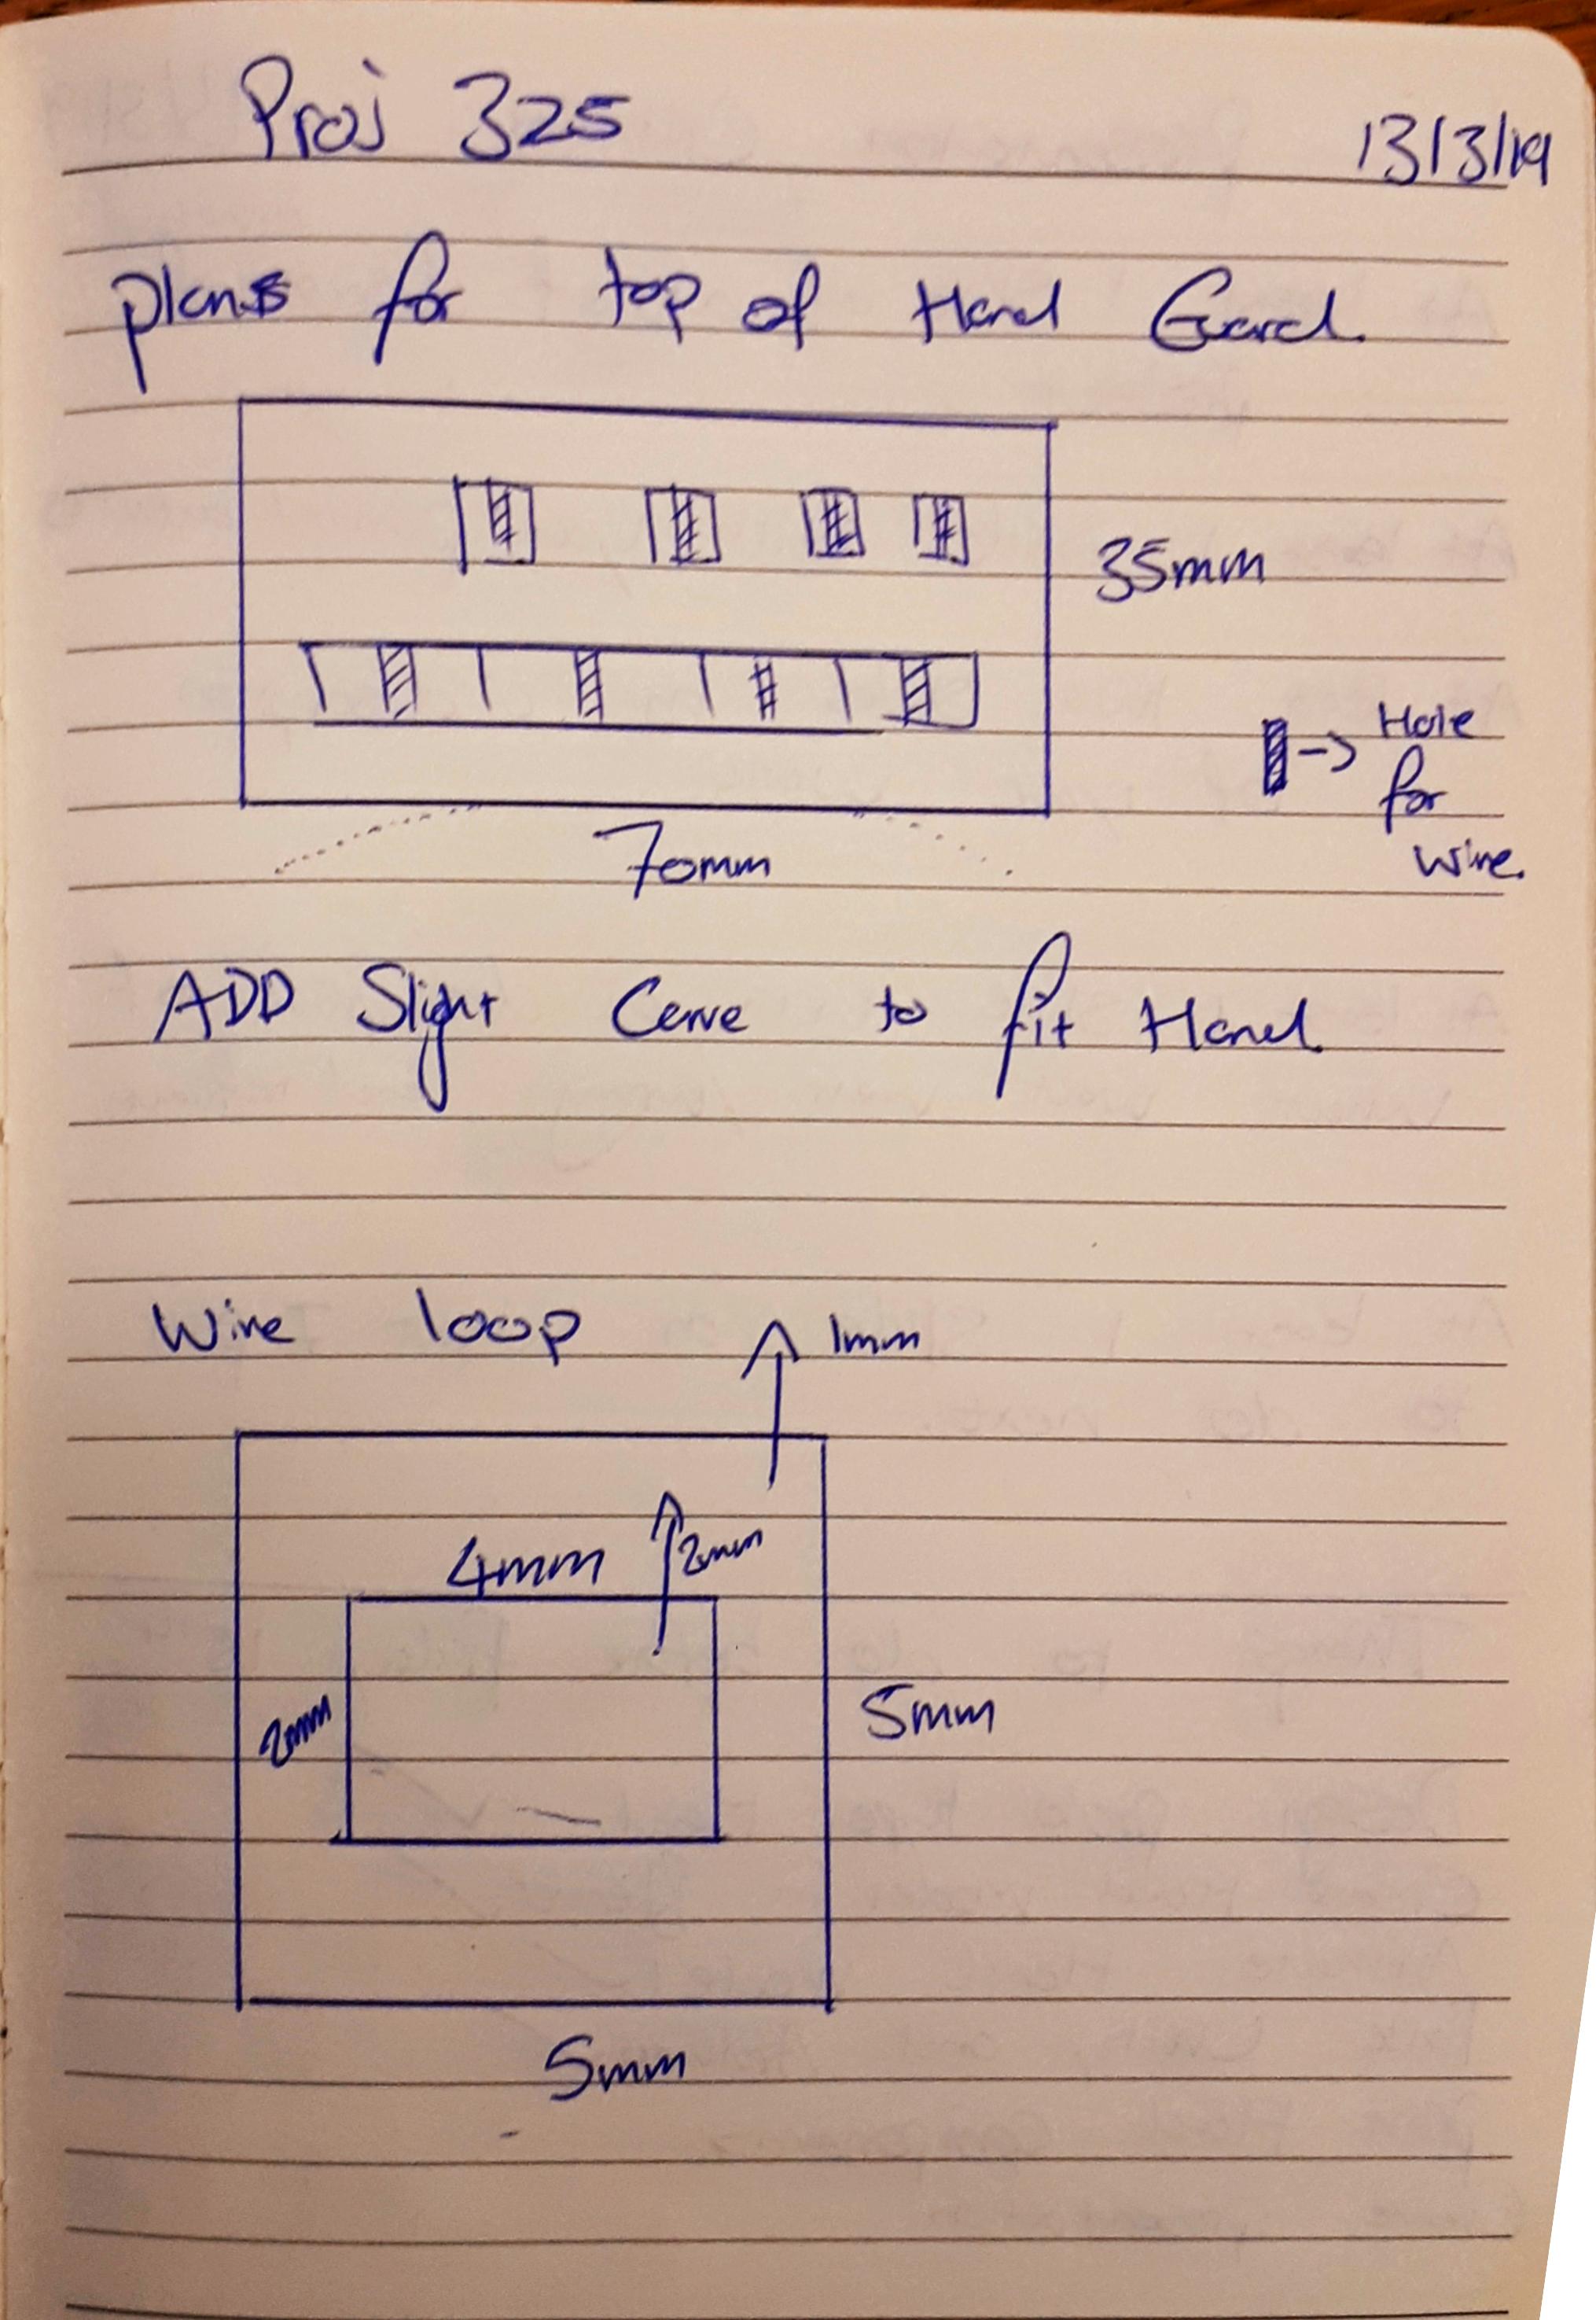 Proj 325
13/3/19
plans for top of Hand Guard.
35mm
Hole
for
wire.
70mm
ADD Slight Curve to fit Hand.
Wire loop
1mm
4mm
2mm
2mm
5mm
5mm